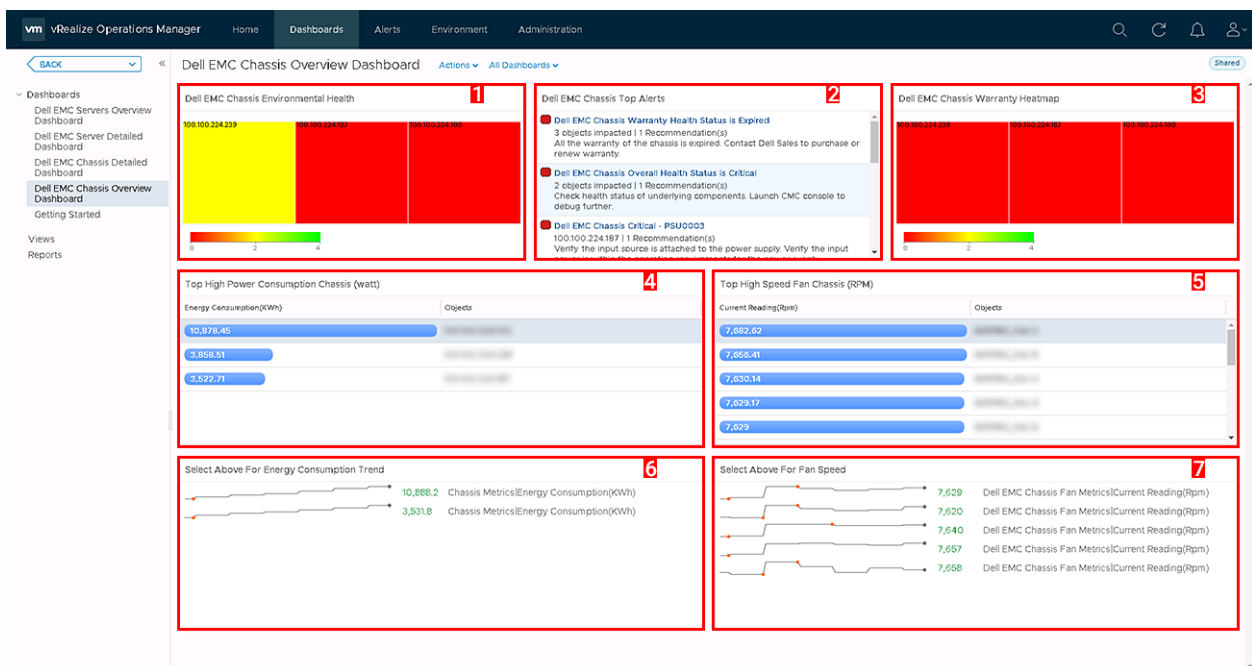 vm vRealize Operations Manager Home Dashboards Alerts Environment Administration
BACK
Dell EMC Chassis Overview Dashboard Actions All Dashboards
Shared
Dashboards
Dell EMC Servers Overview
Dashboard
Dell EMC Server Detailed
Dashboard
Dell EMC Chassis Detailed
Dashboard
Dell EMC Chassis Overview
Dashboard
Getting Started
Views
Reports
Dell EMC Chassis Environmental Health
1
100.100.224.239 100.100.224.187 100.100.224.180
0 2 4
Dell EMC Chassis Top Alerts
2
Dell EMC Chassis Warranty Health Status is Expired
3 objects impacted | 1 Recommendation(s)
All the warranty of the chassis is expired. Contact Dell Sales to purchase or
renew warranty.
Dell EMC Chassis Overall Health Status is Critical
2 objects impacted | 1 Recommendation(s)
Check health status of underlying components. Launch CMC console to
debug further.
Dell EMC Chassis Critical - PSU0003
100.100.224.187 | 1 Recommendation(s)
Verify the input source is attached to the power supply. Verify the input
Dell EMC Chassis Warranty Heatmap
3
100.100.224.239 100.100.224.187 100.100.224.180
0 2 4
Top High Power Consumption Chassis (watt)
4
Energy Consumption(KWh) Objects
10,878.45
3,858.51
3,522.71
Top High Speed Fan Chassis (RPM)
5
Current Reading(Rpm) Objects
7,682.62
7,656.41
7,630.14
7,629.17
7,629
Select Above For Energy Consumption Trend
6
10,888.2 Chassis Metrics|Energy Consumption(KWh)
3,531.8 Chassis Metrics|Energy Consumption(KWh)
Select Above For Fan Speed
7
7,629 Dell EMC Chassis Fan Metrics|Current Reading(Rpm)
7,620 Dell EMC Chassis Fan Metrics|Current Reading(Rpm)
7,640 Dell EMC Chassis Fan Metrics|Current Reading(Rpm)
7,657 Dell EMC Chassis Fan Metrics|Current Reading(Rpm)
7,658 Dell EMC Chassis Fan Metrics|Current Reading(Rpm)